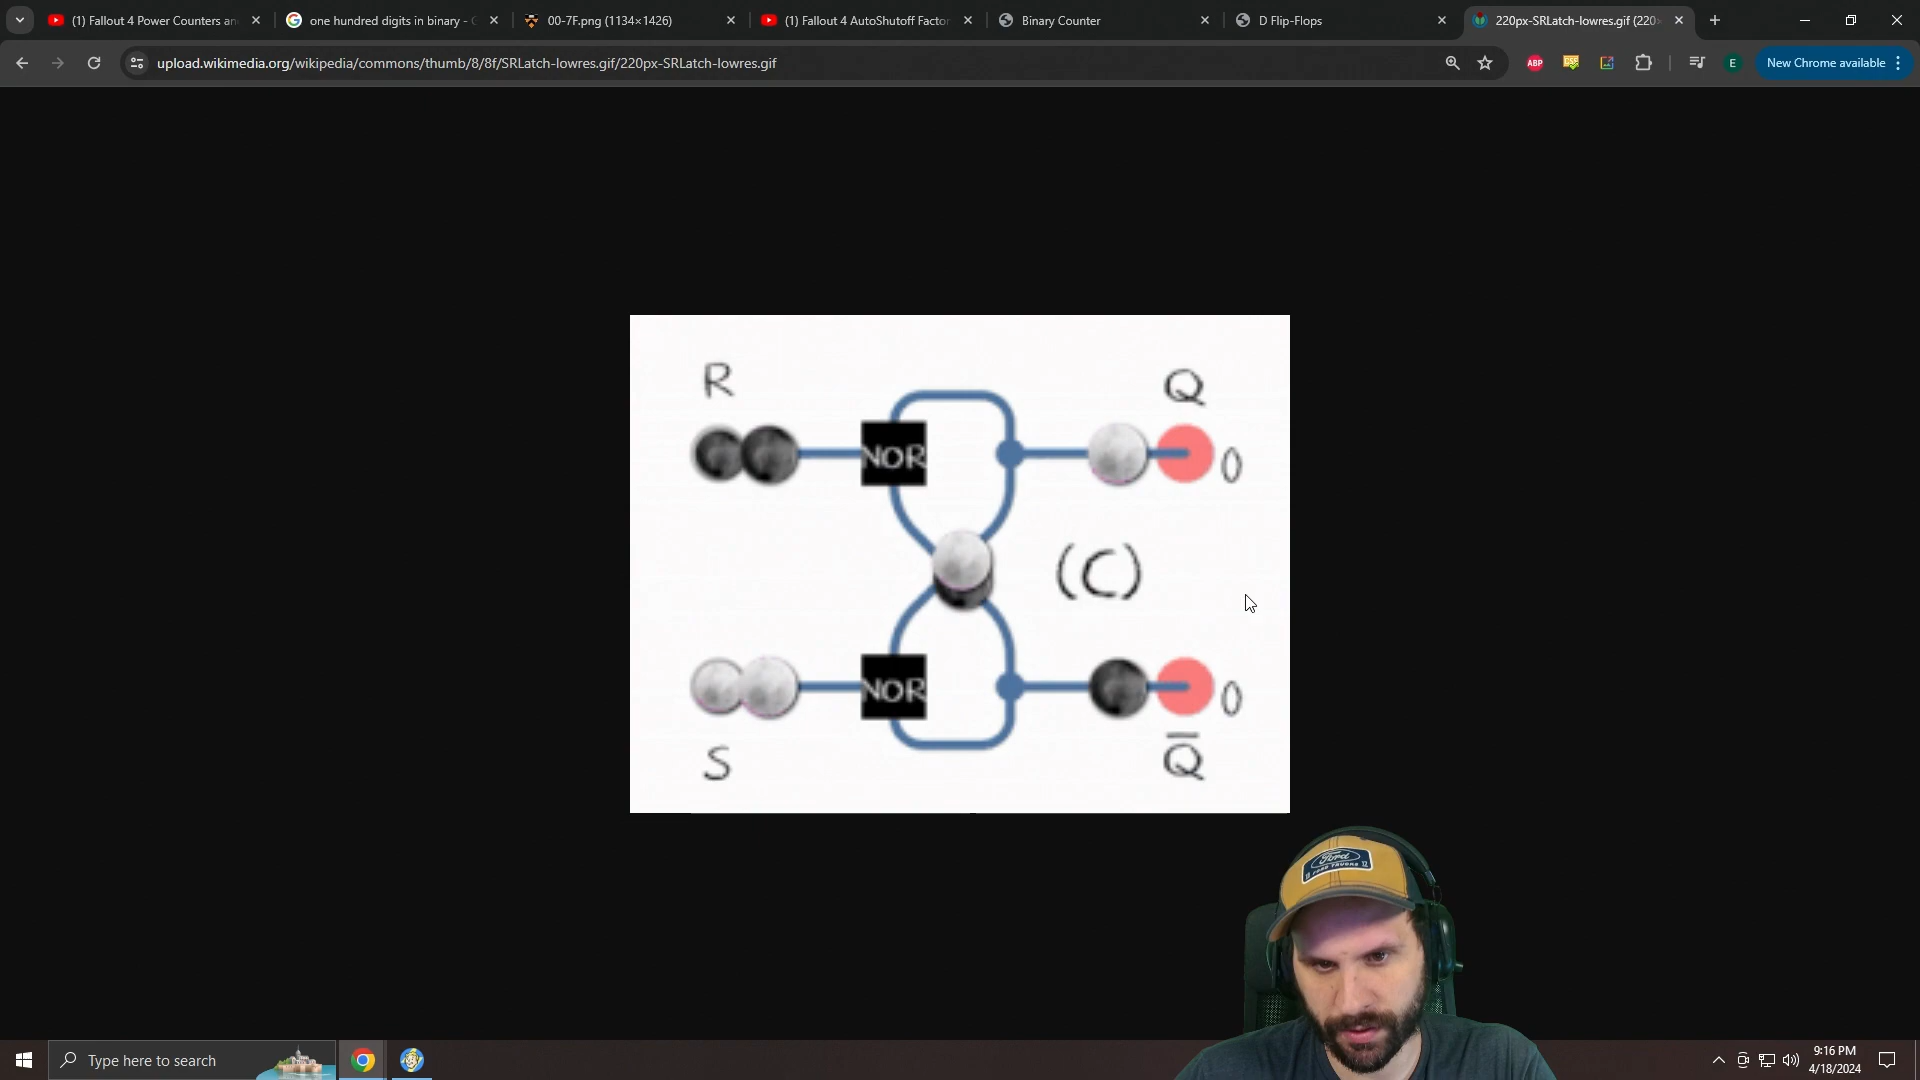 (1) Fallout 4 Power Counters an
one hundred digits in binary - G
00-7F.png (1134×1426)
(1) Fallout 4 AutoShutoff Factor
Binary Counter
D Flip-Flops
220px-SRLatch-lowres.gif (220×
upload.wikimedia.org/wikipedia/commons/thumb/8/8f/SRLatch-lowres.gif/220px-SRLatch-lowres.gif
ABP
E
New Chrome available
R
Q
NOR
0
(C)
NOR
0
S
Q̅
Ford
Type here to search
9:16 PM
4/18/2024